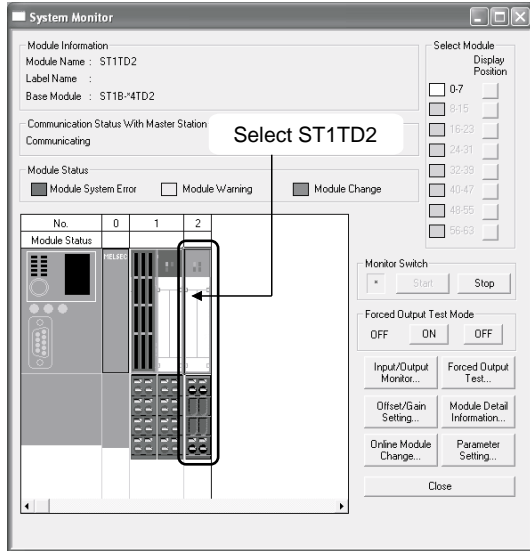 System Monitor
Module Information
Module Name : ST1TD2
Label Name :
Base Module : ST1B-*4TD2
Communication Status With Master Station
Communicating
Select ST1TD2
Module Status
Module System Error
Module Warning
Module Change
No. 0 1 2
Module Status
MELSEC
Select Module
Display
Position
0-7
8-15
16-23
24-31
32-39
40-47
48-55
56-63
Monitor Switch
* Start Stop
Forced Output Test Mode
OFF ON OFF
Input/Output
Monitor...
Forced Output
Test...
Offset/Gain
Setting...
Module Detail
Information...
Online Module
Change...
Parameter
Setting...
Close